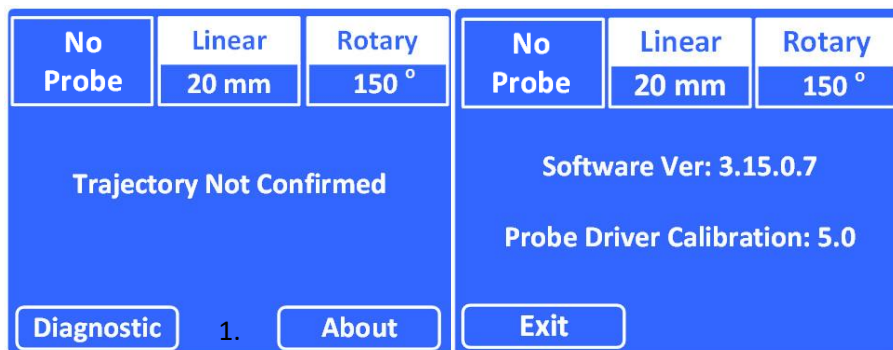 No Probe
Linear
20 mm
Rotary
150 °
Trajectory Not Confirmed
Diagnostic
1.
About
No Probe
Linear
20 mm
Rotary
150 °
Software Ver: 3.15.0.7
Probe Driver Calibration: 5.0
Exit